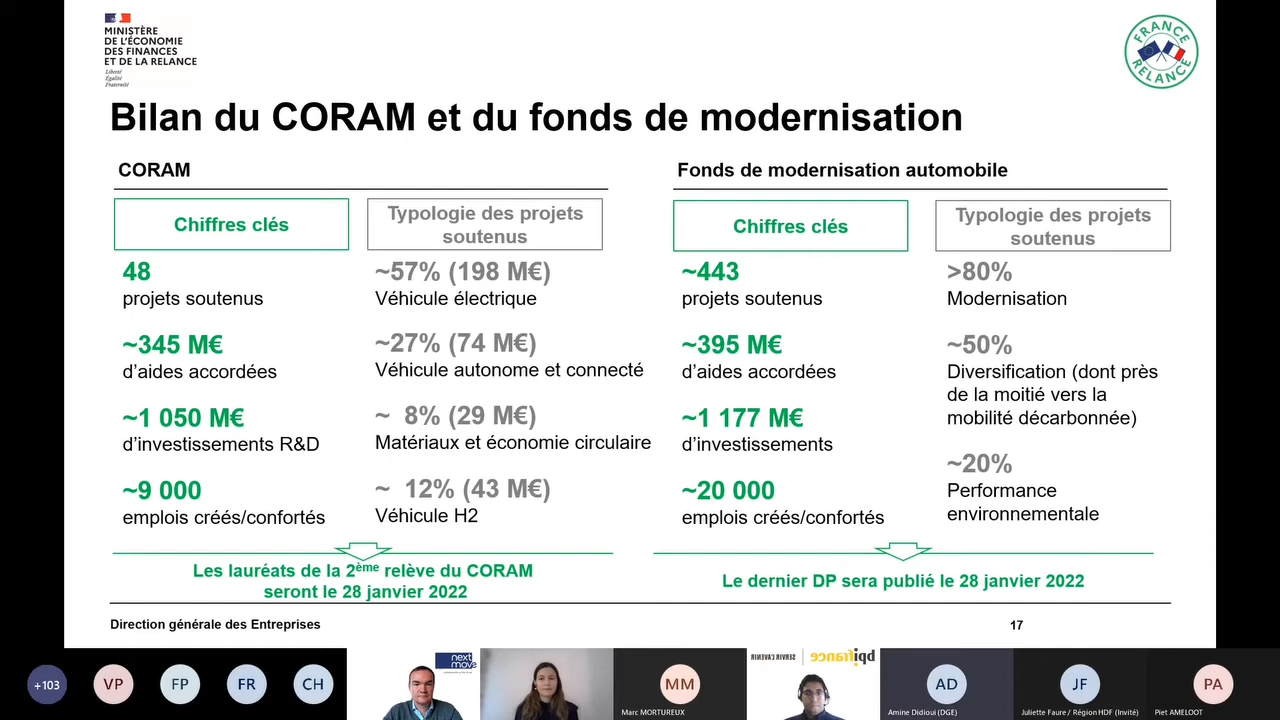 MINISTÈRE
DE L'ÉCONOMIE
DES FINANCES
ET DE LA RELANCE
Liberté
Égalité
Fraternité
FRANCE
RELANCE
Bilan du CORAM et du fonds de modernisation
CORAM
Chiffres clés
48
projets soutenus
~345 M€
d'aides accordées
~1 050 M€
d'investissements R&D
~9 000
emplois créés/confortés
Typologie des projets
soutenus
~57% (198 M€)
Véhicule électrique
~27% (74 M€)
Véhicule autonome et connecté
~ 8% (29 M€)
Matériaux et économie circulaire
~ 12% (43 M€)
Véhicule H2
Les lauréats de la 2ème relève du CORAM
seront le 28 janvier 2022
Fonds de modernisation automobile
Chiffres clés
~443
projets soutenus
~395 M€
d'aides accordées
~1 177 M€
d'investissements
~20 000
emplois créés/confortés
Typologie des projets
soutenus
>80%
Modernisation
~50%
Diversification (dont près
de la moitié vers la
mobilité décarbonnée)
~20%
Performance
environnementale
Le dernier DP sera publié le 28 janvier 2022
Direction générale des Entreprises
17
+103
VP
FP
FR
CH
next
move
MM
Marc MORTUREUX
SERVIR L'AVENIR
bpifrance
AD
Amine Didioui (DGE)
JF
Juliette Faure / Région HDF (Invité)
PA
Piet AMELOOT